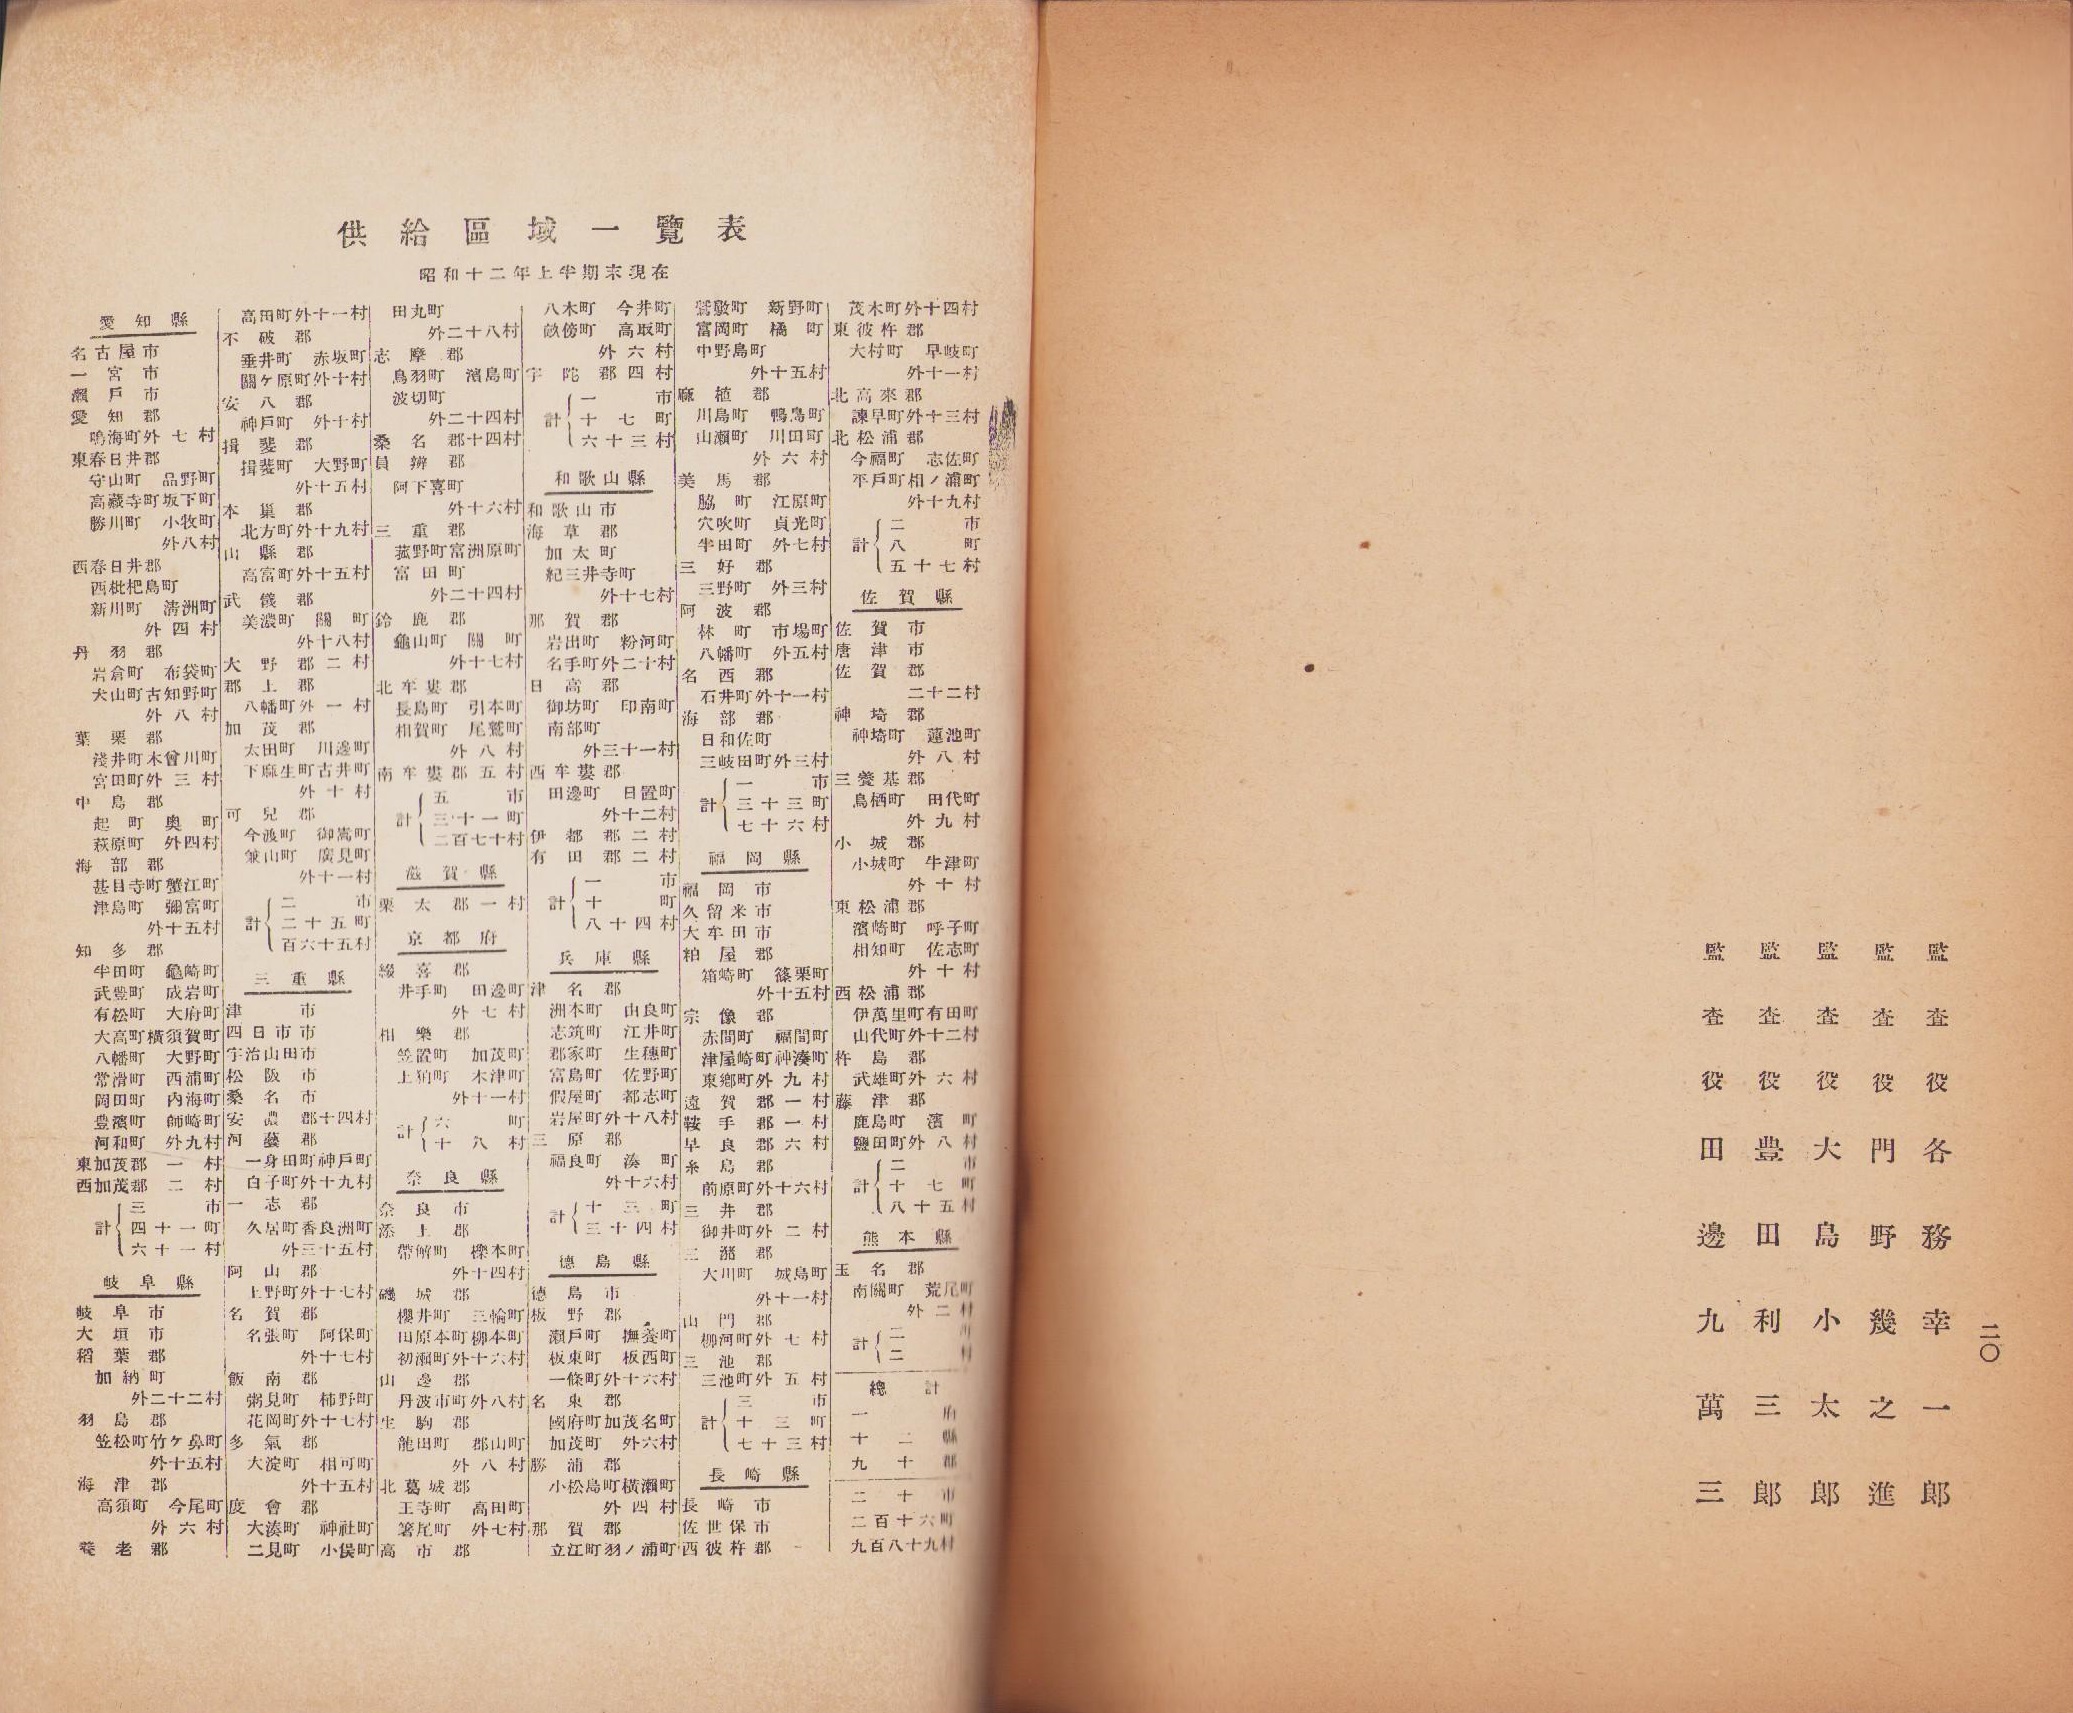 供給區域一覽表
昭和十二年上半期末現在
愛知縣
名古屋市
一宮市
瀨戶市
愛知郡
鳴海町外七村
東春日井郡
守山町 品野町
高藏寺町坂下町
勝川町 小牧町
外八村
西春日井郡
西枇杷島町
新川町 淸洲町
外四村
丹羽郡
岩倉町 布袋町
犬山町古知野町
外八村
葉栗郡
淺井町木曾川町
宮田町外三村
中島郡
起町 奧町
萩原町 外四村
海部郡
甚目寺町蟹江町
津島町 彌富町
外十五村
知多郡
半田町 龜崎町
武豊町 成岩町
有松町 大府町
大高町橫須賀町
八幡町 大野町
常滑町 西浦町
岡田町 內海町
豊濱町 師崎町
河和町 外九村
東加茂郡一村
西加茂郡二村
計
三市
四十一町
六十一村
岐阜縣
岐阜市
大垣市
稻葉郡
加納町
外二十二村
羽島郡
笠松町竹ケ鼻町
外十五村
海津郡
高須町 今尾町
外六村
養老郡
高田町外十一村
不破郡
垂井町 赤坂町
關ケ原町外十村
安八郡
神戶町 外十村
揖斐郡
揖斐町 大野町
外十五村
本巢郡
北方町外十九村
山縣郡
高富町外十五村
武儀郡
美濃町 關町
外十八村
大野郡二村
郡上郡
八幡町外一村
加茂郡
太田町 川邊町
下麻生町古井町
外十村
可兒郡
今渡町 御嵩町
兼山町 廣見町
外十一村
計
二市
二十五町
百六十五村
三重縣
津市
四日市市
宇治山田市
松阪市
桑名市
安濃郡十四村
河藝郡
一身田町神戶町
白子町外十九村
一志郡
久居町香良洲町
外三十五村
阿山郡
上野町外十七村
名賀郡
名張町 阿保町
外十七村
飯南郡
粥見町 柿野町
花岡町外十七村
多氣郡
大淀町 相可町
外十五村
度會郡
大湊町 神社町
二見町 小俣町
田丸町
外二十八村
志摩郡
鳥羽町 濱島町
波切町
外二十四村
桑名郡十四村
員辨郡
阿下喜町
外十六村
三重郡
菰野町富洲原町
富田町
外二十四村
鈴鹿郡
龜山町 關町
外十七村
北牟婁郡
長島町 引本町
相賀町 尾鷲町
外八村
南牟婁郡五村
計
五市
三十一町
二百七十村
滋賀縣
栗太郡一村
京都府
綴喜郡
井手町 田邊町
外七村
相樂郡
笠置町 加茂町
上狛町 木津町
外十一村
計
六町
十八村
奈良縣
奈良市
添上郡
帶解町 櫟本町
外十四村
磯城郡
櫻井町 三輪町
田原本町柳本町
初瀨町外十六村
山邊郡
丹波市町外八村
生駒郡
龍田町 郡山町
外八村
北葛城郡
王寺町 高田町
箸尾町 外七村
高市郡
八木町 今井町
畝傍町 高取町
外六村
宇陀郡四村
計
一市
十七町
六十三村
和歌山縣
和歌山市
海草郡
加太町
紀三井寺町
外十七村
那賀郡
岩出町 粉河町
名手町外二十村
日高郡
御坊町 印南町
南部町
外三十一村
西牟婁郡
田邊町 日置町
外十二村
伊都郡二村
有田郡二村
計
一市
十町
八十四村
兵庫縣
津名郡
洲本町 由良町
志筑町 江井町
郡家町 生穗町
富島町 佐野町
假屋町 都志町
岩屋町外十八村
三原郡
福良町 湊町
外十六村
計
十三町
三十四村
德島縣
德島市
板野郡
瀨戶町 撫養町
板東町 板西町
一條町外十六村
名東郡
國府町加茂名町
加茂町 外六村
勝浦郡
小松島町橫瀨町
外四村
那賀郡
立江町羽ノ浦町
鷲敷町 新野町
富岡町 橘町
中野島町
外十五村
麻植郡
川島町 鴨島町
山瀨町 川田町
外六村
美馬郡
脇町 江原町
穴吹町 貞光町
半田町 外七村
三好郡
三野町 外三村
阿波郡
林町 市場町
八幡町 外五村
名西郡
石井町外十一村
海部郡
日和佐町
三岐田町外三村
計
一市
三十三町
七十六村
福岡縣
福岡市
久留米市
大牟田市
粕屋郡
箱崎町 篠栗町
外十五村
宗像郡
赤間町 福間町
津屋崎町神湊町
東鄕町外九村
遠賀郡一村
鞍手郡一村
早良郡六村
糸島郡
前原町外十六村
三井郡
御井町外二村
三潴郡
大川町 城島町
外十一村
山門郡
柳河町外七村
三池郡
三池町外五村
計
三市
十三町
七十三村
長崎縣
長崎市
佐世保市
西彼杵郡
茂木町外十四村
東彼杵郡
大村町 早岐町
外十一村
北高來郡
諫早町外十三村
北松浦郡
今福町 志佐町
平戶町相ノ浦町
外十九村
計
二市
八町
五十七村
佐賀縣
佐賀市
唐津市
佐賀郡
二十二村
神埼郡
神埼町 蓮池町
外八村
三養基郡
鳥栖町 田代町
外九村
小城郡
小城町 牛津町
外十村
東松浦郡
濱崎町 呼子町
相知町 佐志町
外十村
西松浦郡
伊萬里町有田町
山代町外十二村
杵島郡
武雄町外六村
藤津郡
鹿島町 濱町
鹽田町外八村
計
二市
十七町
八十五村
熊本縣
玉名郡
南關町 荒尾町
外二村
計
二町
二村
總計
一府
十二縣
九十郡
二十市
二百十六町
九百八十九村
監查役 各務幸一郎
監查役 門野幾之進
監查役 大島小太郎
監查役 豊田利三郎
監查役 田邊九萬三
二〇